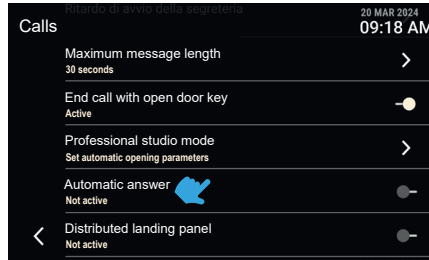 Ritardo di avvio della segreteria
20 MAR 2024
Calls
09:18 AM
Maximum message length
30 seconds
End call with open door key
Active
Professional studio mode
Set automatic opening parameters
Automatic answer
Not active
Distributed landing panel
Not active